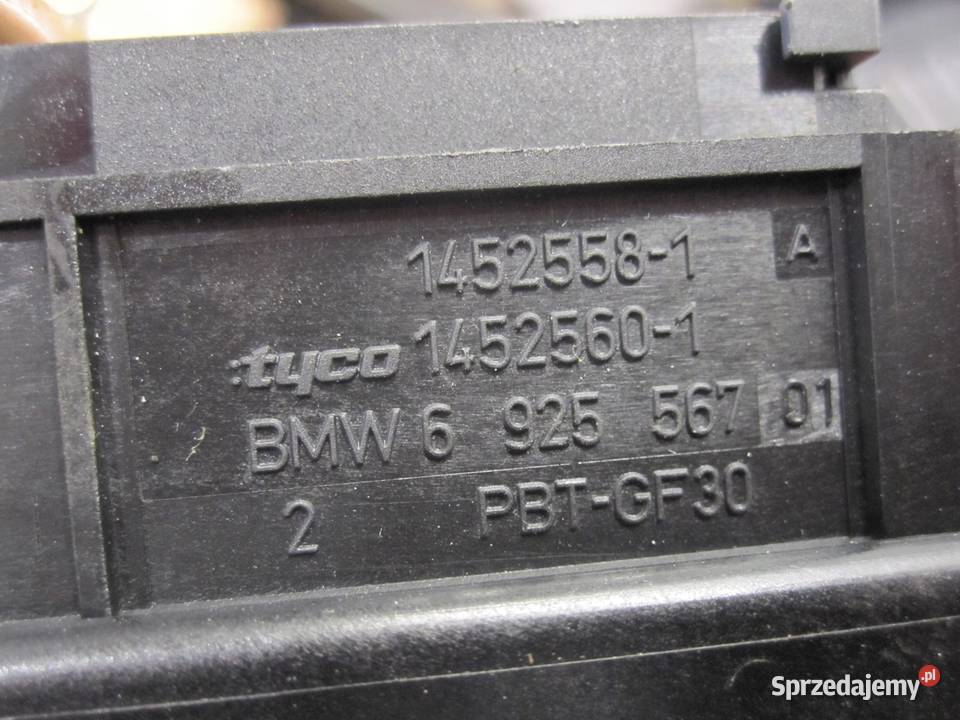 1452558-1 A
:tyco 1452560-1
BMW 6 925 567 01
2 PBT-GF30
Sprzedajemy.pl